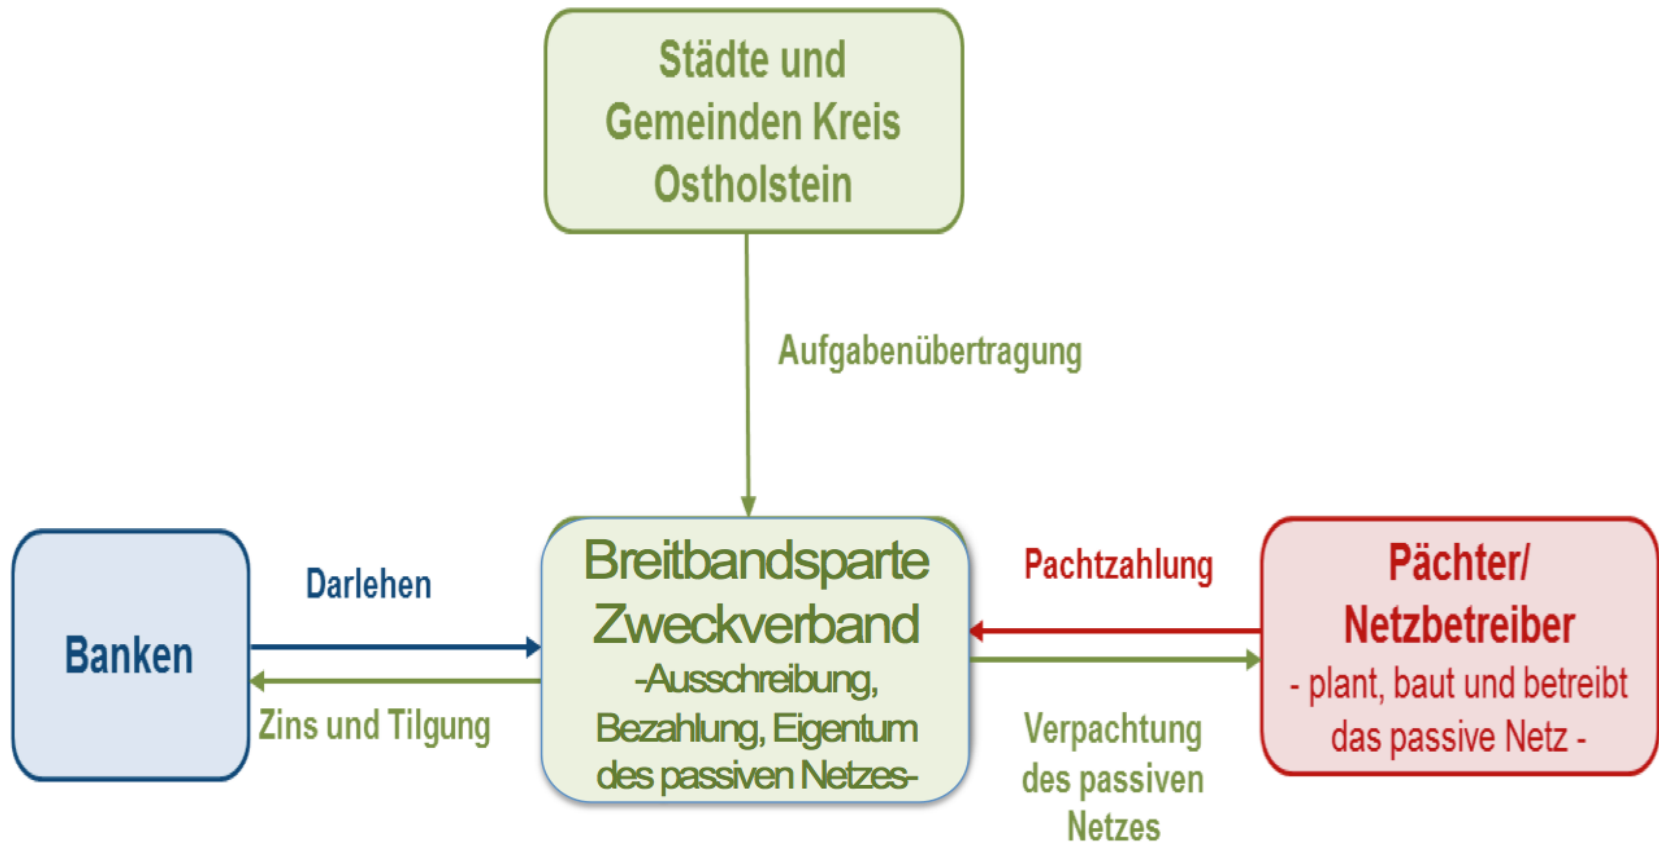 Städte und
Gemeinden Kreis
Ostholstein
Aufgabenübertragung
Banken
Darlehen
Zins und Tilgung
Breitbandsparte
Zweckverband
-Ausschreibung,
Bezahlung, Eigentum
des passiven Netzes-
Pachtzahlung
Verpachtung
des passiven
Netzes
Pächter/
Netzbetreiber
- plant, baut und betreibt
das passive Netz -